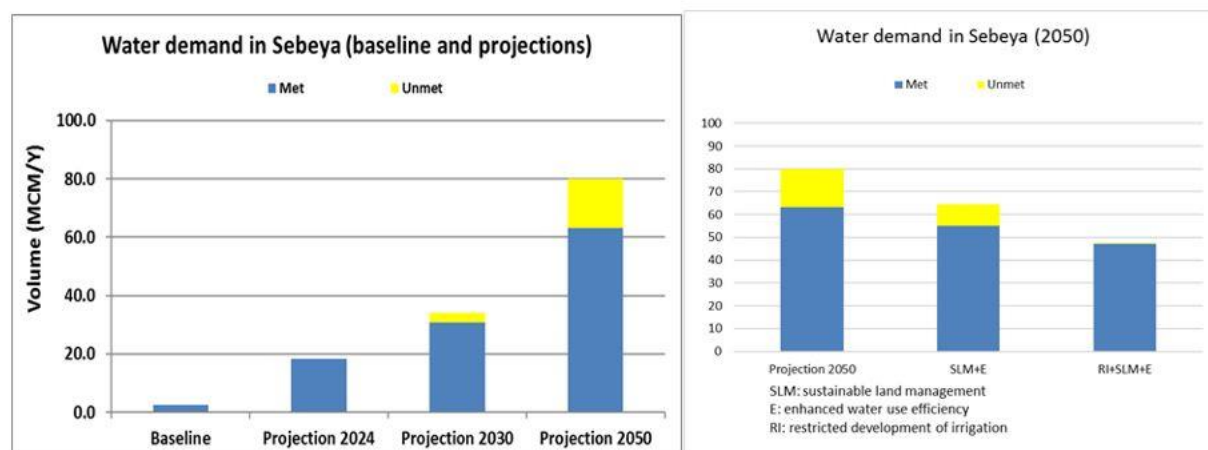 Water demand in Sebeya (baseline and projections)
Met Unmet
Volume (MCM/Y)
100.0
80.0
60.0
40.0
20.0
0.0
Baseline Projection 2024 Projection 2030 Projection 2050
Water demand in Sebeya (2050)
Met Unmet
100
90
80
70
60
50
40
30
20
10
0
Projection 2050 SLM+E RI+SLM+E
SLM: sustainable land management
E: enhanced water use efficiency
RI: restricted development of irrigation